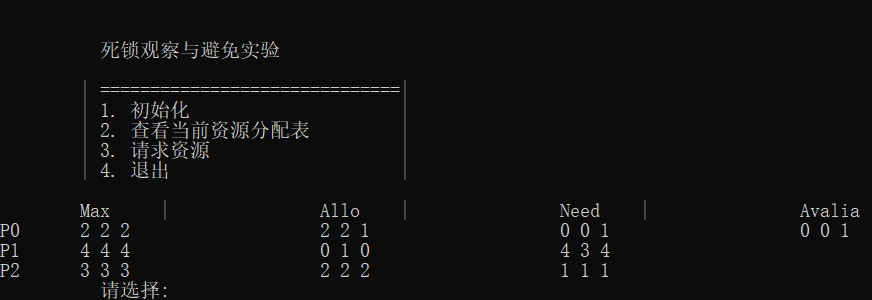 死锁观察与避免实验
==============================
1. 初始化
2. 查看当前资源分配表
3. 请求资源
4. 退出
Max | Allo | Need | Avalia
P0 2 2 2 2 2 1 0 0 1 0 0 1
P1 4 4 4 0 1 0 4 3 4
P2 3 3 3 2 2 2 1 1 1
请选择: